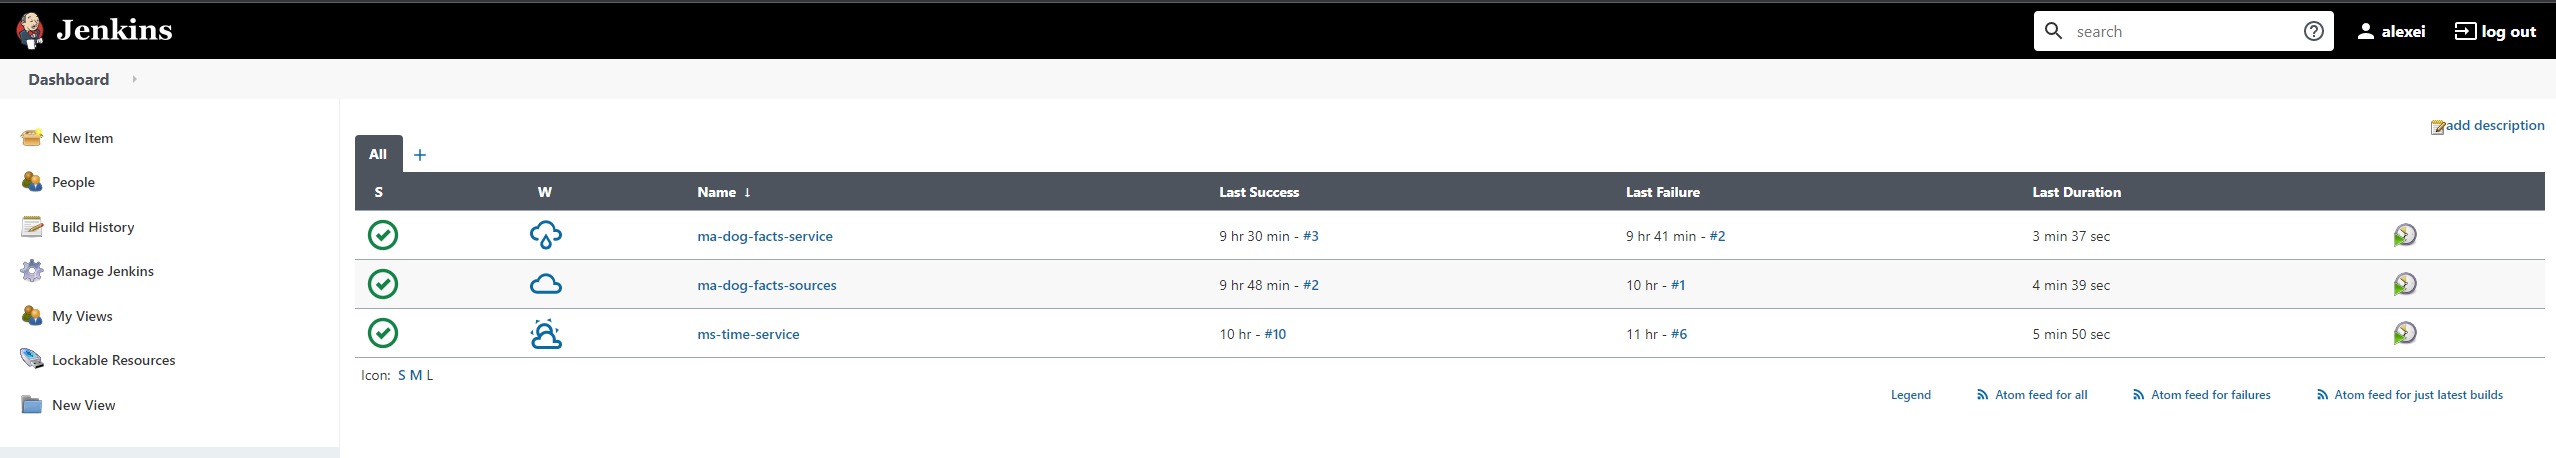 Jenkins search alexei log out
Dashboard
add description
New Item
All +
People
S W Name ↓ Last Success Last Failure Last Duration
Build History
ma-dog-facts-service 9 hr 30 min - #3 9 hr 41 min - #2 3 min 37 sec
Manage Jenkins
ma-dog-facts-sources 9 hr 48 min - #2 10 hr - #1 4 min 39 sec
My Views
ms-time-service 10 hr - #10 11 hr - #6 5 min 50 sec
Lockable Resources
Icon: S M L
Legend Atom feed for all Atom feed for failures Atom feed for just latest builds
New View